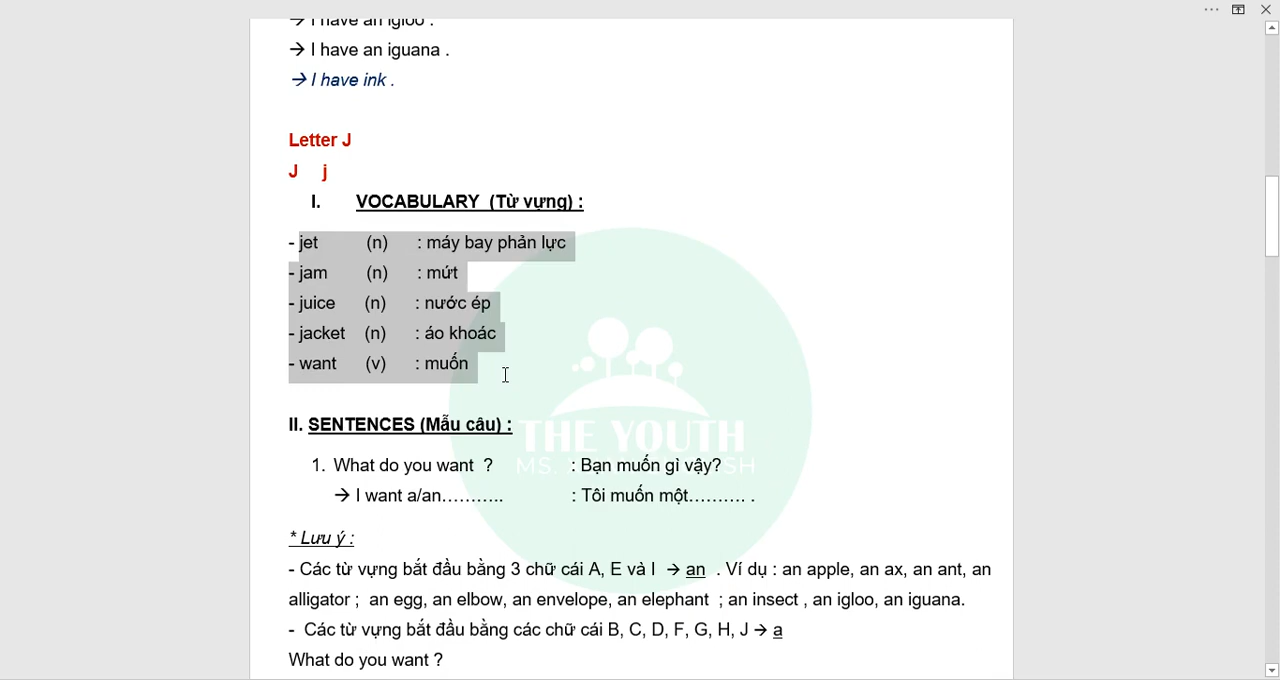 → I have an igloo .
→ I have an iguana .
→ I have ink .
Letter J
J j
I. VOCABULARY (Từ vựng) :
- jet (n) : máy bay phản lực
- jam (n) : mứt
- juice (n) : nước ép
- jacket (n) : áo khoác
- want (v) : muốn
II. SENTENCES (Mẫu câu) :
THE YOUTH
1. What do you want ? : Bạn muốn gì vậy?
MS.
→ I want a/an……….. : Tôi muốn một………. .
* Lưu ý :
- Các từ vựng bắt đầu bằng 3 chữ cái A, E và I → an . Ví dụ : an apple, an ax, an ant, an
alligator ; an egg, an elbow, an envelope, an elephant ; an insect , an igloo, an iguana.
- Các từ vựng bắt đầu bằng các chữ cái B, C, D, F, G, H, J → a
What do you want ?